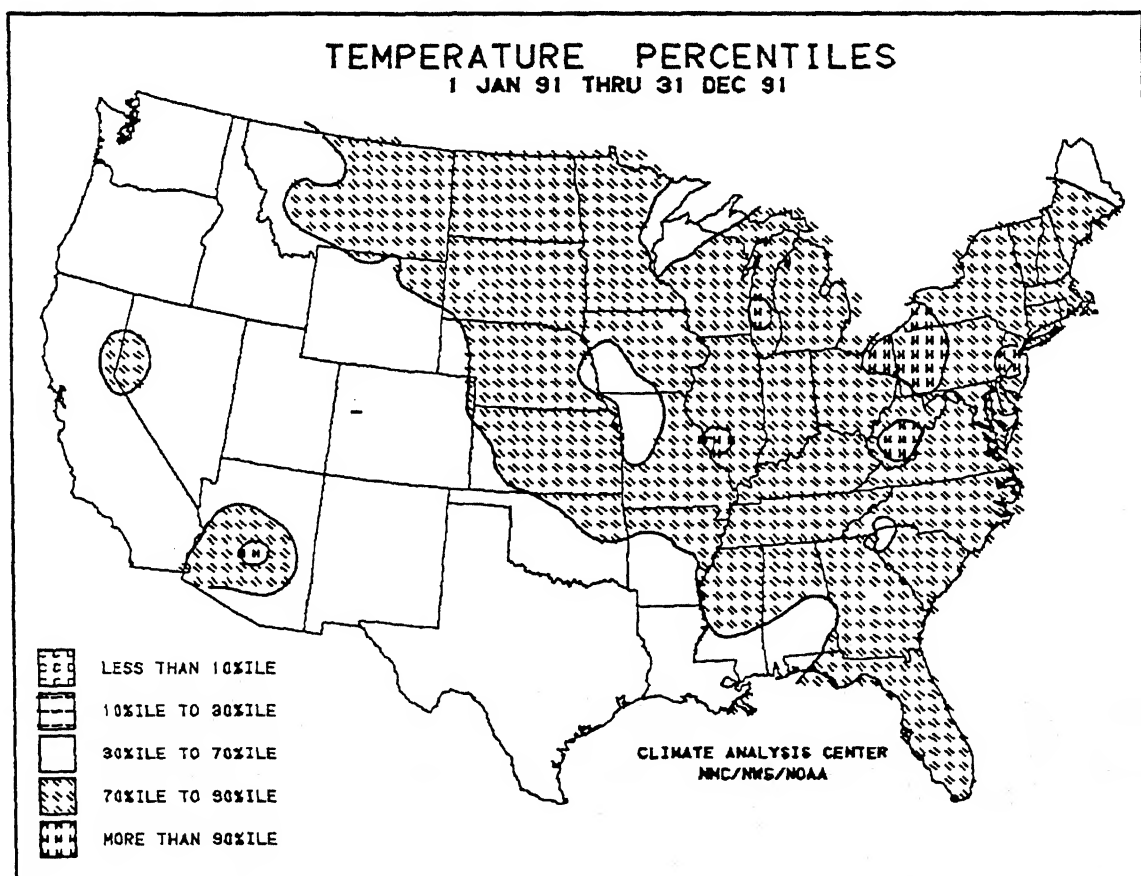 TEMPERATURE PERCENTILES
1 JAN 91 THRU 31 DEC 91
LESS THAN 10%ILE
10%ILE TO 30%ILE
30%ILE TO 70%ILE
70%ILE TO 90%ILE
MORE THAN 90%ILE
CLIMATE ANALYSIS CENTER
NMC/NWS/NOAA